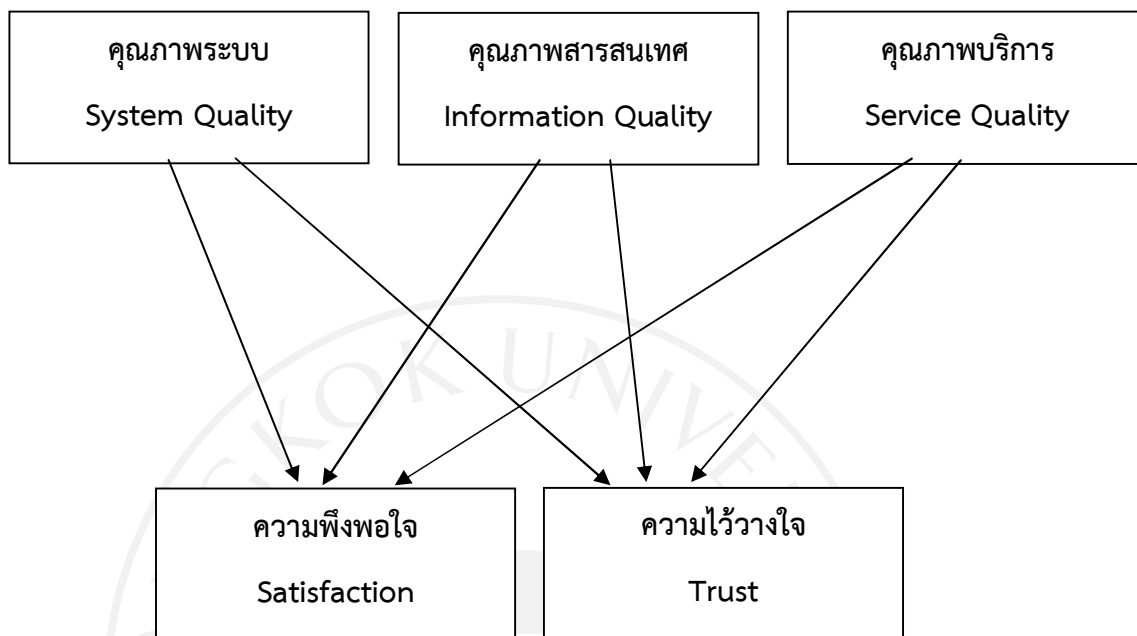 คุณภาพระบบ
System Quality
คุณภาพสารสนเทศ
Information Quality
คุณภาพบริการ
Service Quality
ความพึงพอใจ
Satisfaction
ความไว้วางใจ
Trust